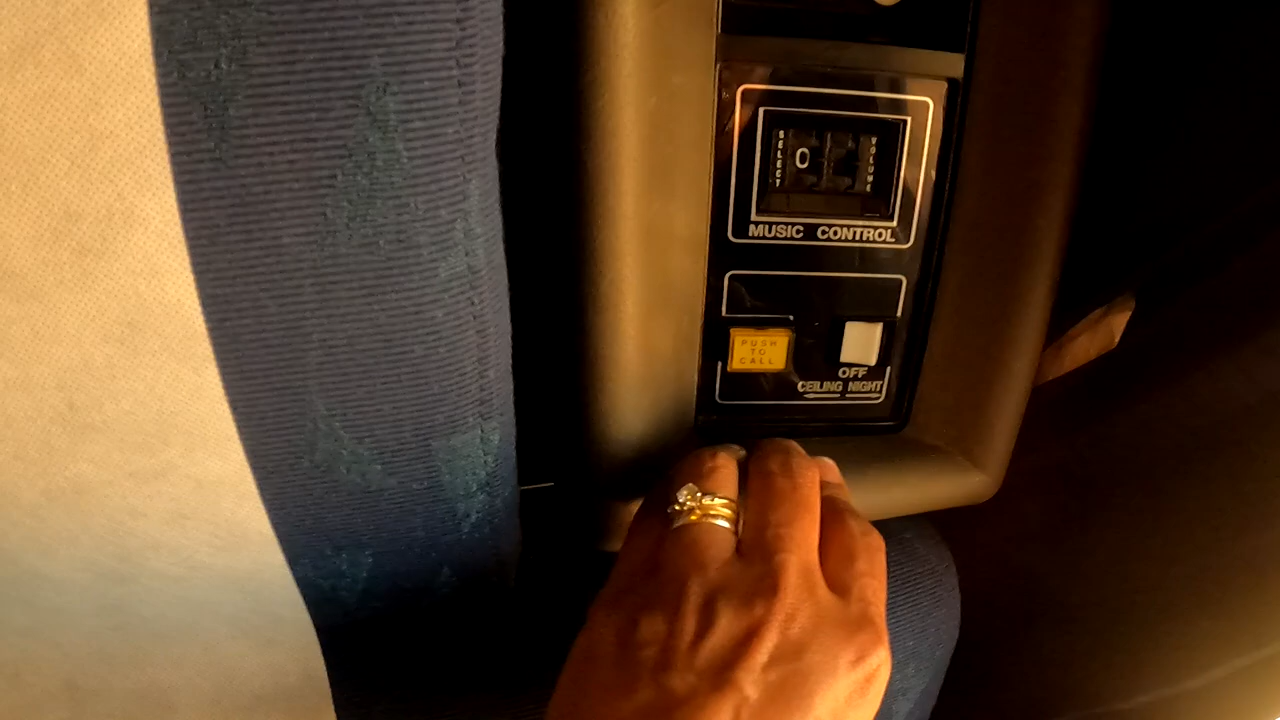 SELECT
0
VOLUME
MUSIC CONTROL
PUSH
TO
CALL
OFF
CEILING NIGHT